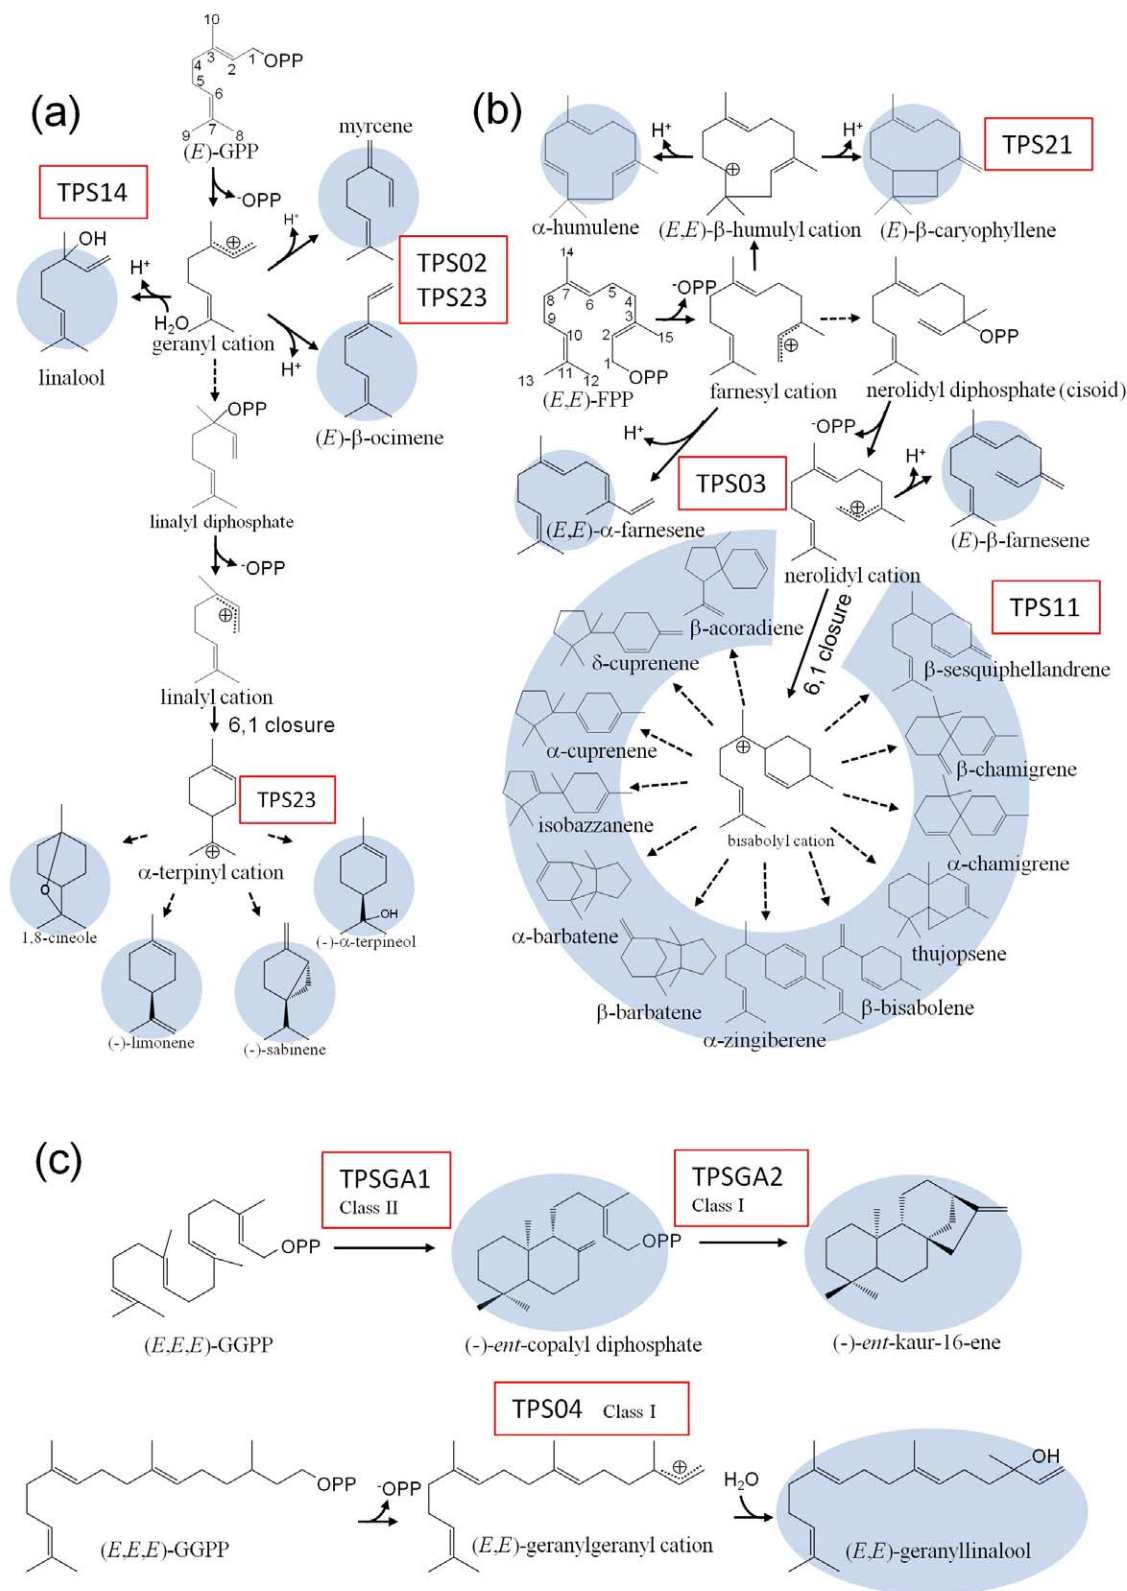 (a)
10
3
1
OPP
2
4
5
6
7
9
8
(E)-GPP
-OPP
TPS14
OH
H+
H2O
linalool
geranyl cation
myrcene
H+
TPS02
TPS23
H+
(E)-β-ocimene
OPP
linalyl diphosphate
-OPP
linalyl cation
6,1 closure
TPS23
α-terpinyl cation
O
1,8-cineole
OH
(-)-α-terpineol
(-)-limonene
(-)-sabinene
(b)
H+
H+
TPS21
α-humulene
(E,E)-β-humulyl cation
(E)-β-caryophyllene
14
7
6
5
8
4
9
3
10
2
15
11
1
13
12
OPP
(E,E)-FPP
-OPP
farnesyl cation
OPP
nerolidyl diphosphate (cisoid)
H+
-OPP
TPS03
H+
(E,E)-α-farnesene
nerolidyl cation
(E)-β-farnesene
TPS11
6,1 closure
β-acoradiene
δ-cuprenene
α-cuprenene
isobazzanene
α-barbatene
β-barbatene
α-zingiberene
β-bisabolene
thujopsene
α-chamigrene
β-chamigrene
β-sesquiphellandrene
bisabolyl cation
(c)
OPP
(E,E,E)-GGPP
TPSGA1
Class II
OPP
(-)-ent-copalyl diphosphate
TPSGA2
Class I
(-)-ent-kaur-16-ene
TPS04 Class I
OPP
(E,E,E)-GGPP
-OPP
(E,E)-geranylgeranyl cation
H2O
OH
(E,E)-geranyllinalool